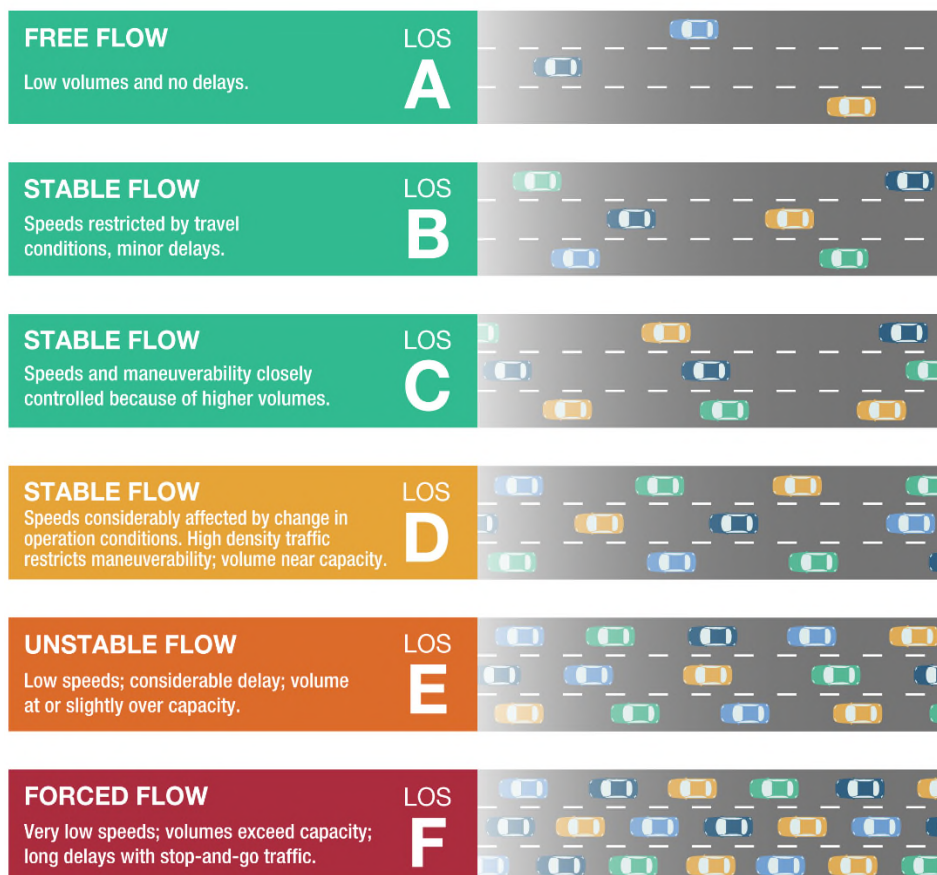 FREE FLOW
LOS
Low volumes and no delays.
A
STABLE FLOW
LOS
Speeds restricted by travel
conditions, minor delays.
B
STABLE FLOW
LOS
Speeds and maneuverability closely
controlled because of higher volumes.
C
STABLE FLOW
LOS
Speeds considerably affected by change in
operation conditions. High density traffic
restricts maneuverability; volume near capacity.
D
UNSTABLE FLOW
LOS
Low speeds; considerable delay; volume
at or slightly over capacity.
E
FORCED FLOW
LOS
Very low speeds; volumes exceed capacity;
long delays with stop-and-go traffic.
F